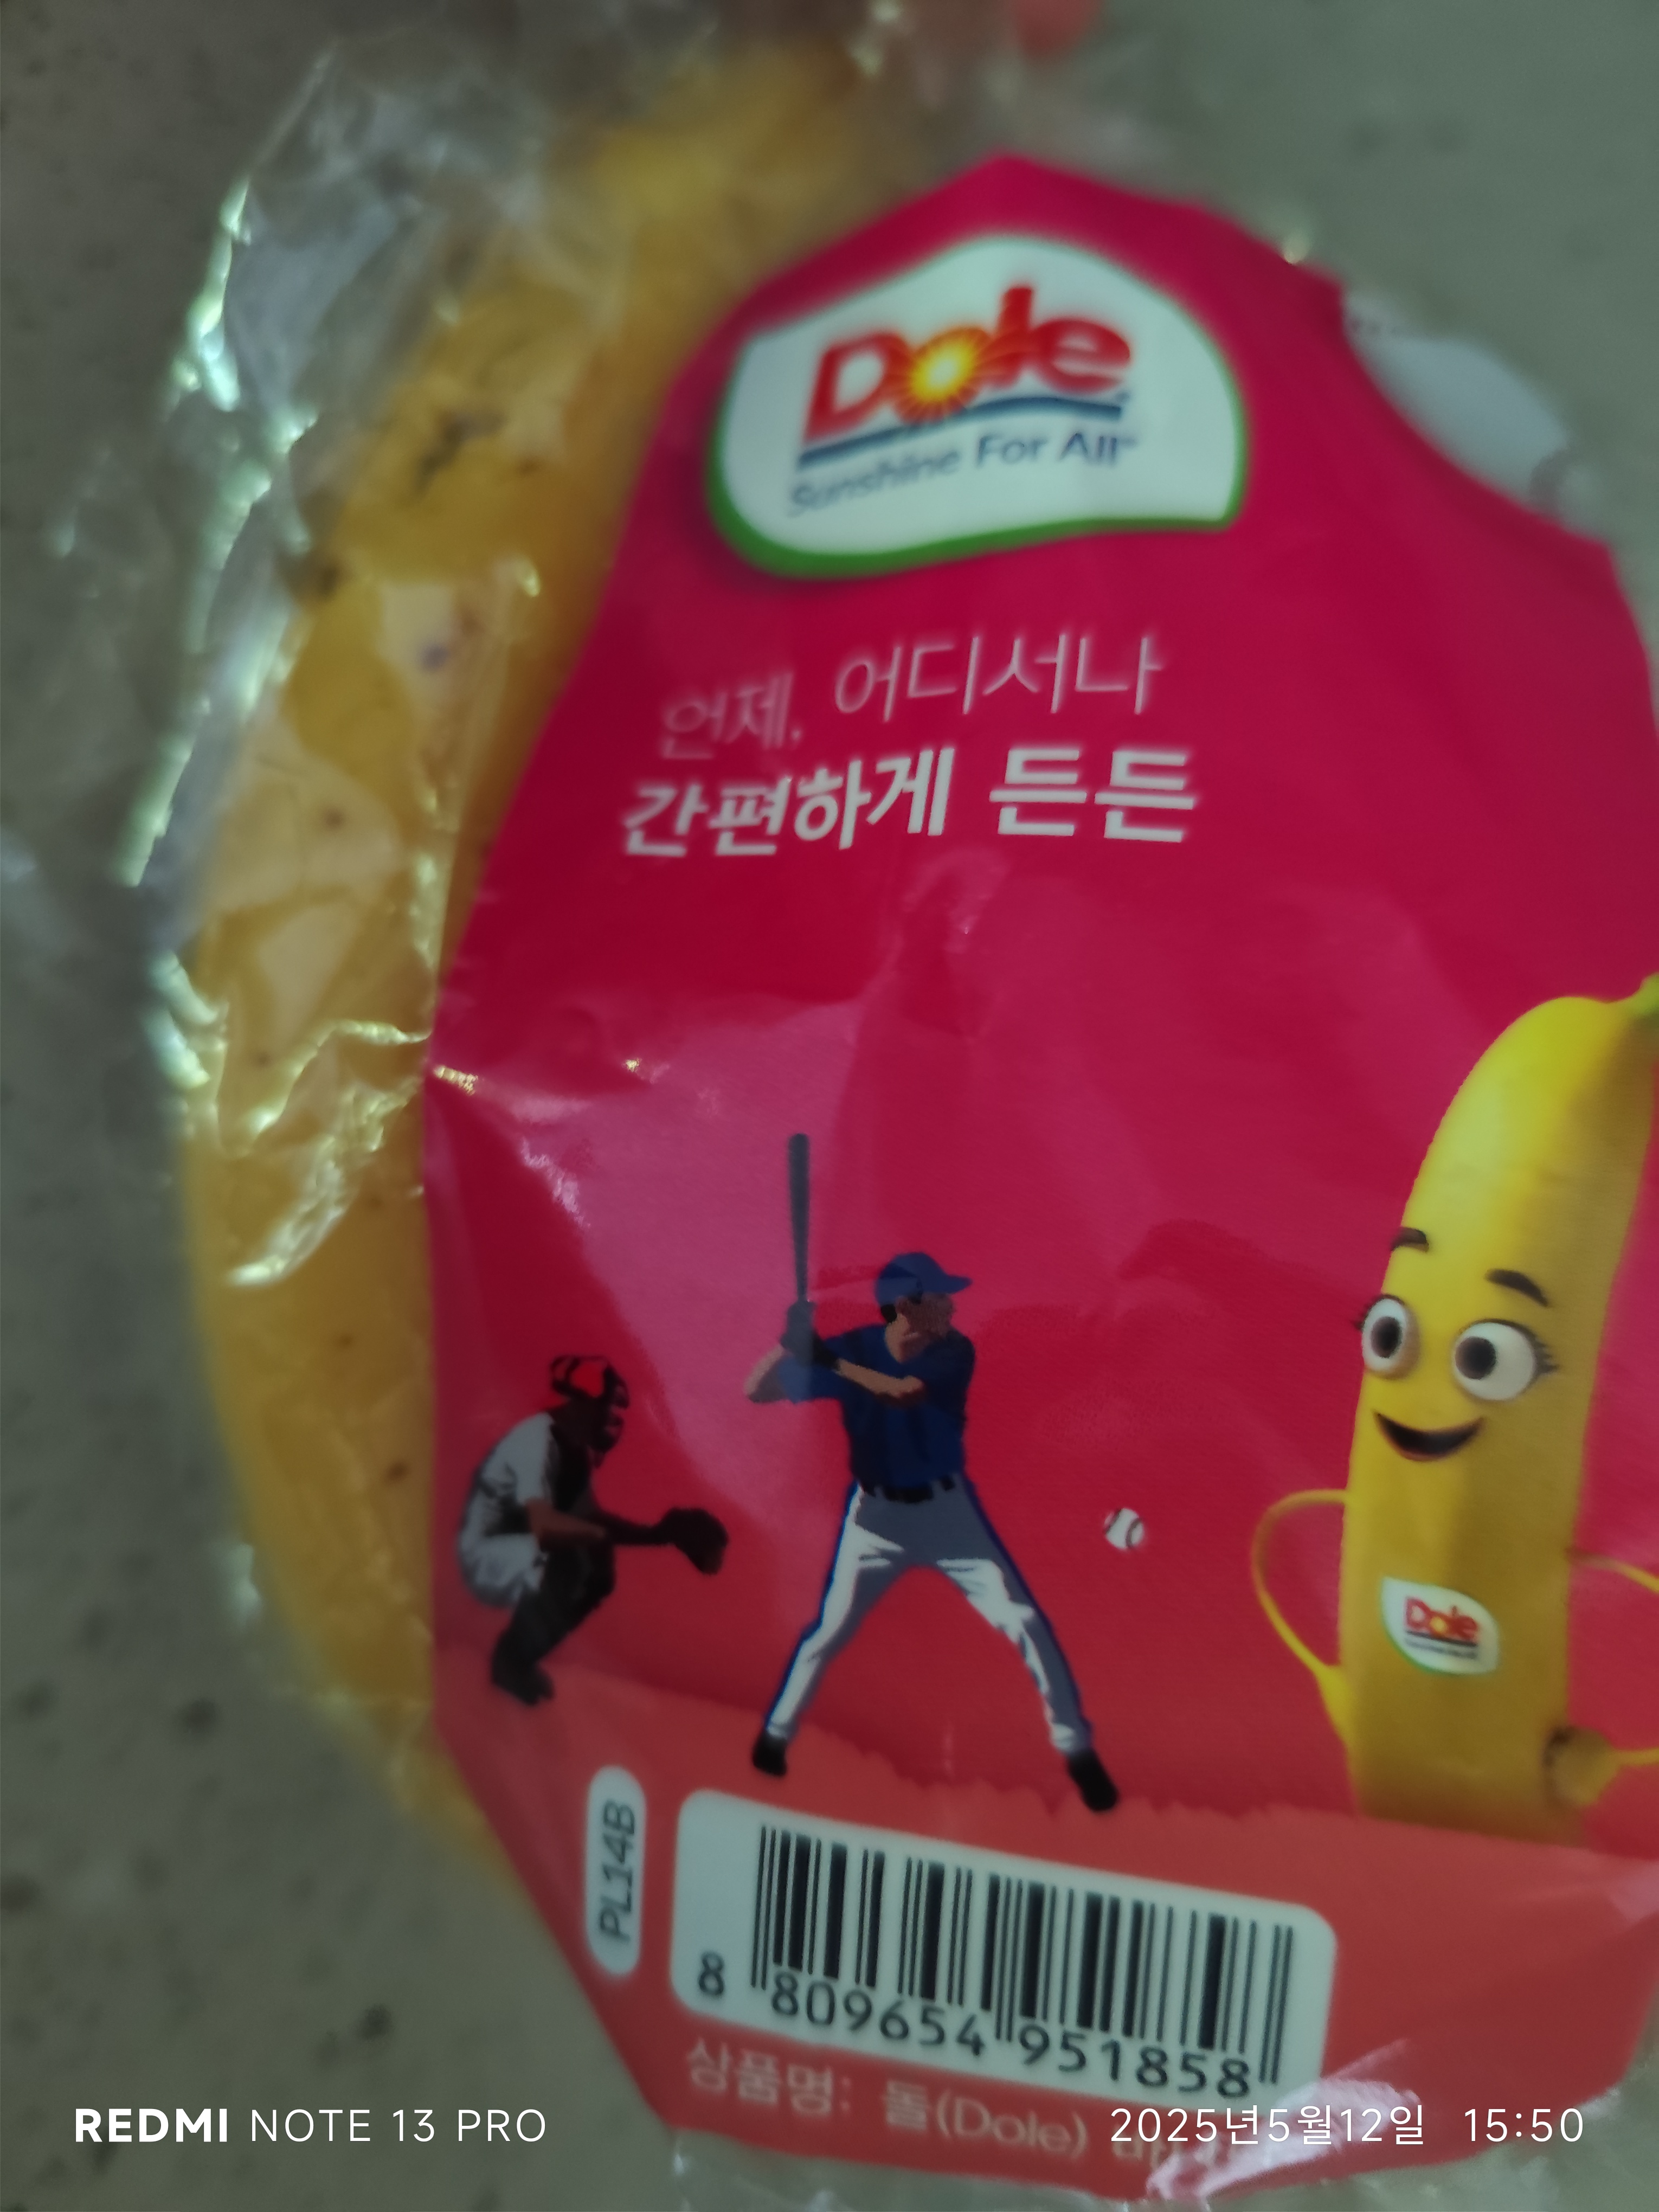 Dole
Sunshine For All
언제, 어디서나
간편하게 든든
Dole
PL14B
8 809654 951858
상품명: 돌(Dole)
REDMI NOTE 13 PRO
2025년5월12일 15:50